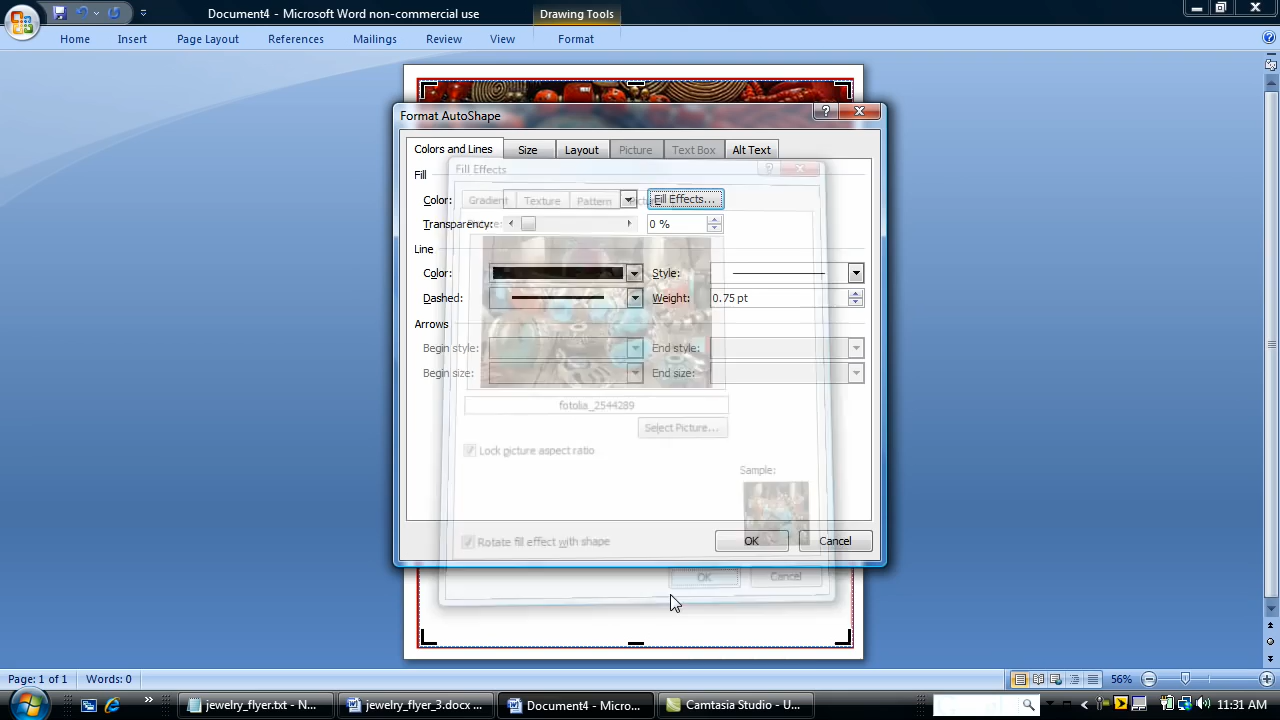 Document4 - Microsoft Word non-commercial use
Drawing Tools
Home Insert Page Layout References Mailings Review View Format
Format AutoShape
Colors and Lines Size Layout Picture Text Box Alt Text
Fill Effects
Fill
Color: Fill Effects...
Gradient Texture Pattern
Transparency: 0 %
Line
Color: Style:
Dashed: Weight: 0.75 pt
Arrows
Begin style: End style:
Begin size: End size:
fotolia_2544289
Select Picture...
Lock picture aspect ratio
Sample:
Rotate fill effect with shape
OK Cancel
OK Cancel
Page: 1 of 1 Words: 0 56%
jewelry_flyer.txt - N...
jewelry_flyer_3.docx ...
Document4 - Micro...
Camtasia Studio - U...
11:31 AM